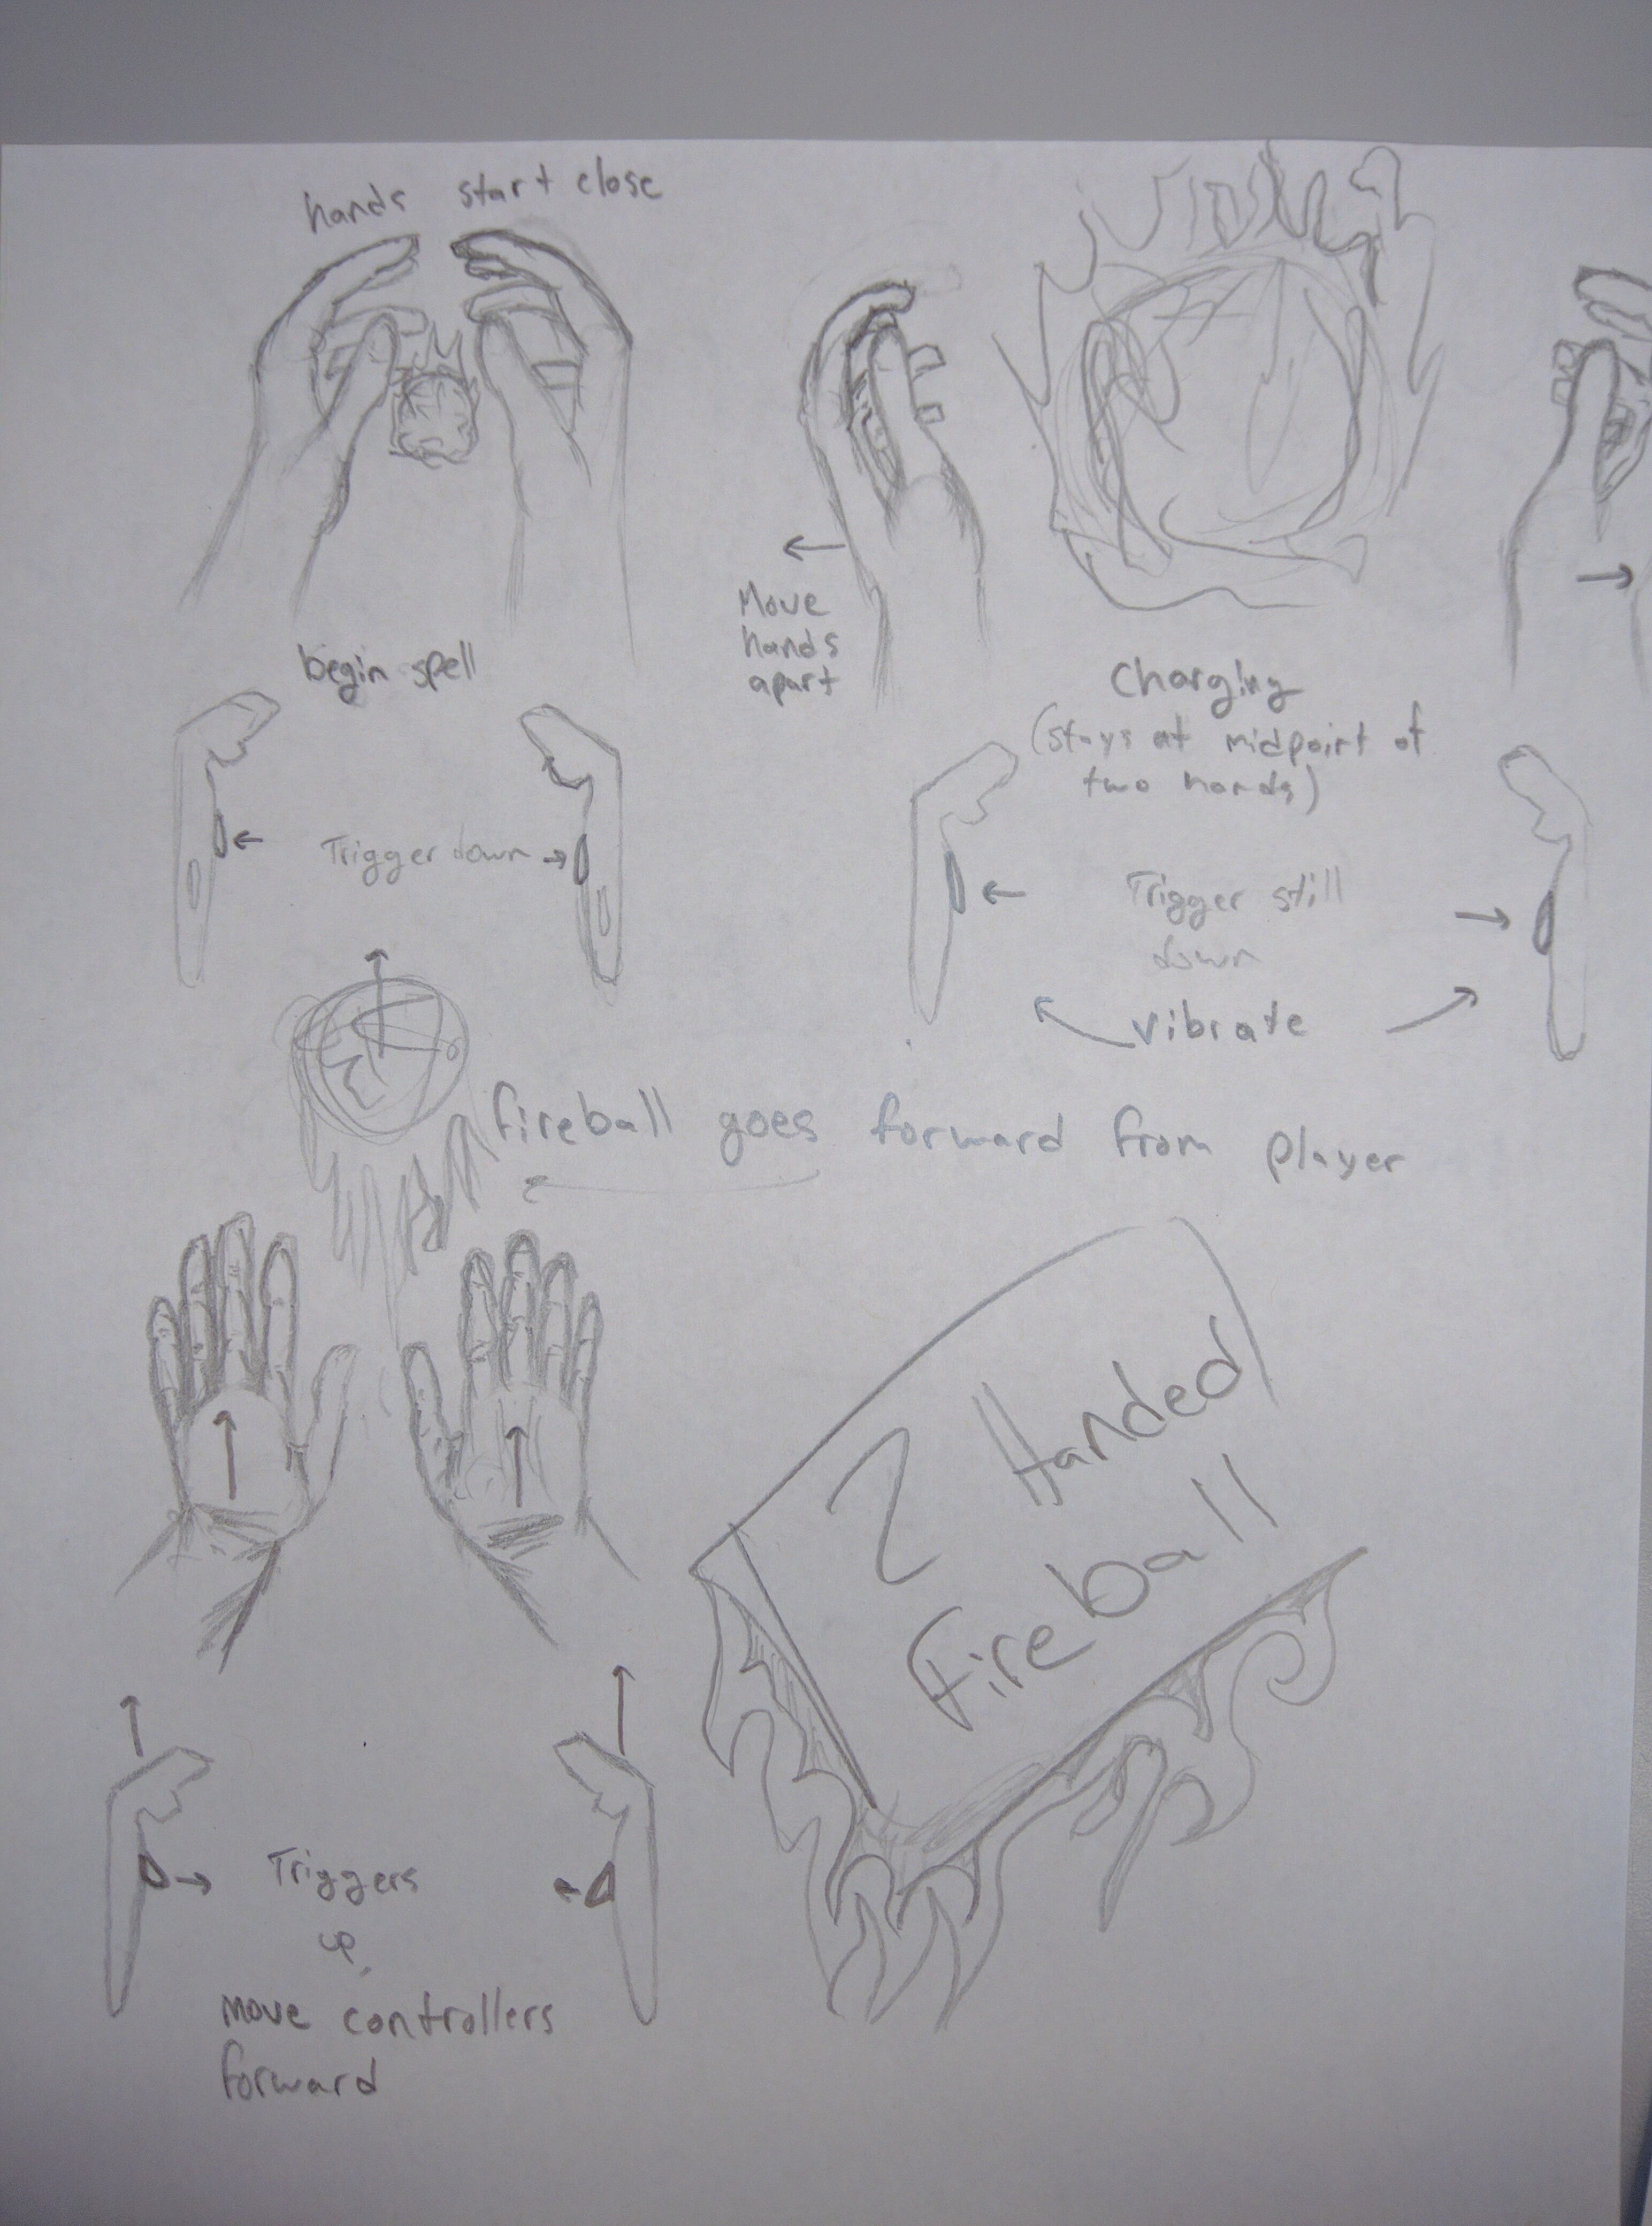 hands start close
begin spell
Trigger down
Move
hands
apart
Charging
(stays at midpoint of
two hands)
Trigger still
down
vibrate
fireball goes forward from player
2 Handed
fireball
Triggers
up
move controllers
forward